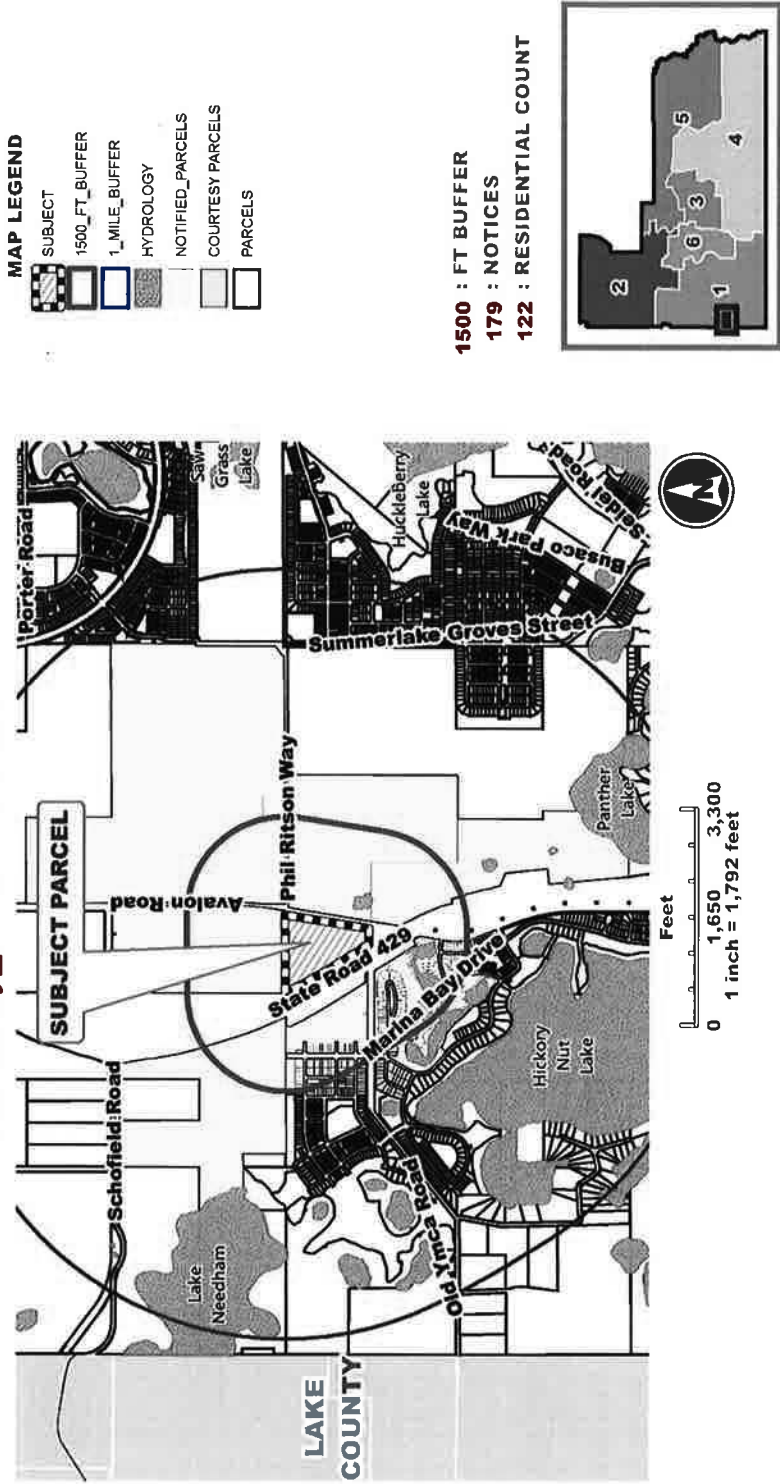 MAP LEGEND
SUBJECT
1500_FT_BUFFER
1_MILE_BUFFER
HYDROLOGY
NOTIFIED_PARCELS
COURTESY PARCELS
PARCELS
1500 : FT BUFFER
179 : NOTICES
122 : RESIDENTIAL COUNT
1
2
3
4
5
6
SUBJECT PARCEL
Porter Road
Schofield Road
Avalon Road
Phil Ritson Way
State Road 429
Marina Bay Drive
Old Ymca Road
Summerlake Groves Street
Busaco Park Way
Seidel Road
Lake
Needham
Saw
Grass
Lake
Huckleberry
Lake
Panther
Lake
Hickory
Nut
Lake
LAKE
COUNTY
N
Feet
0 1,650 3,300
1 inch = 1,792 feet